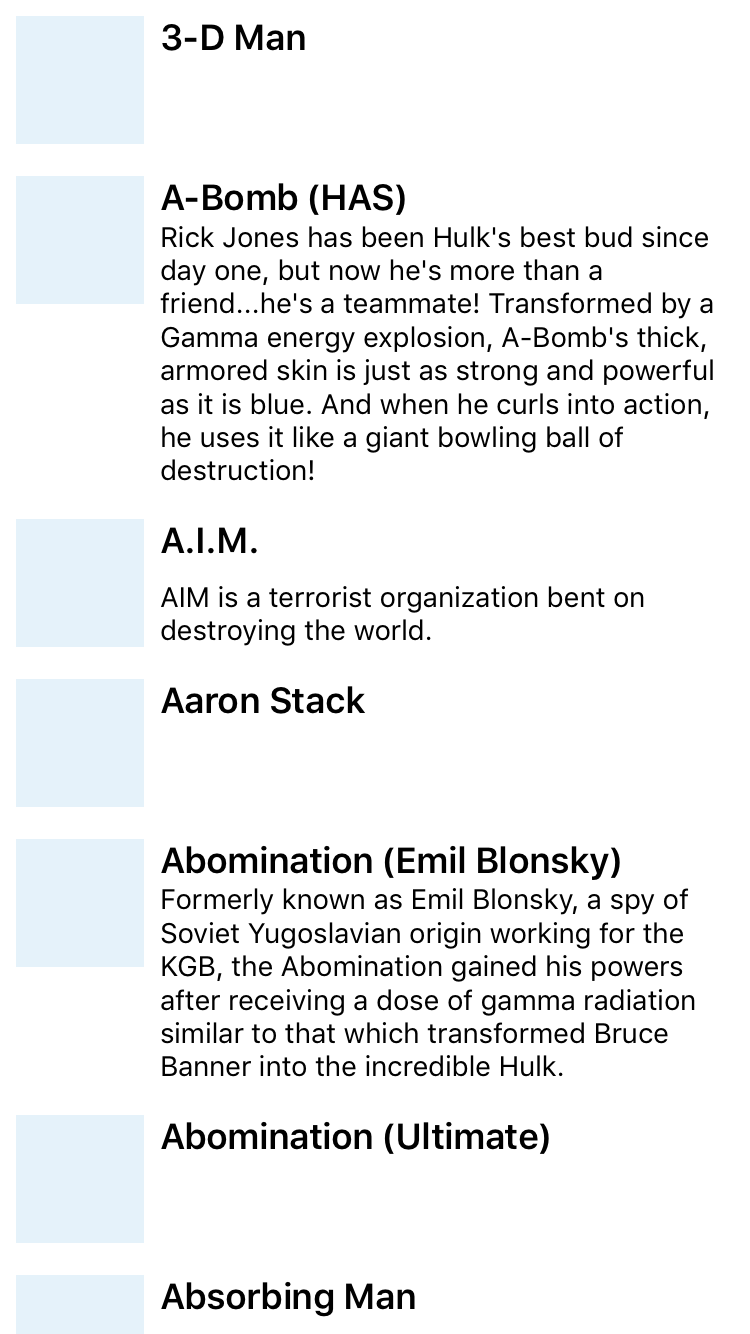 3-D Man
A-Bomb (HAS)
Rick Jones has been Hulk's best bud since
day one, but now he's more than a
friend...he's a teammate! Transformed by a
Gamma energy explosion, A-Bomb's thick,
armored skin is just as strong and powerful
as it is blue. And when he curls into action,
he uses it like a giant bowling ball of
destruction!
A.I.M.
AIM is a terrorist organization bent on
destroying the world.
Aaron Stack
Abomination (Emil Blonsky)
Formerly known as Emil Blonsky, a spy of
Soviet Yugoslavian origin working for the
KGB, the Abomination gained his powers
after receiving a dose of gamma radiation
similar to that which transformed Bruce
Banner into the incredible Hulk.
Abomination (Ultimate)
Absorbing Man